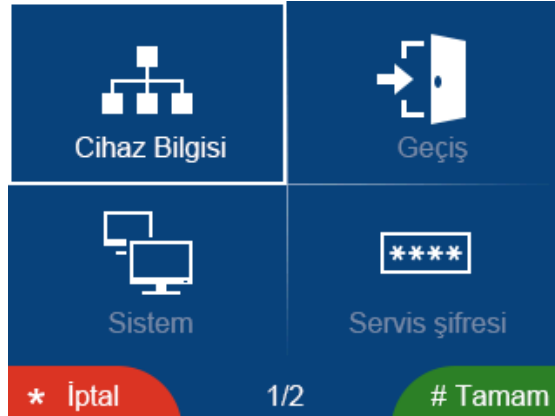 Cihaz Bilgisi
Geçiş
Sistem
****
Servis şifresi
* İptal
1/2
# Tamam